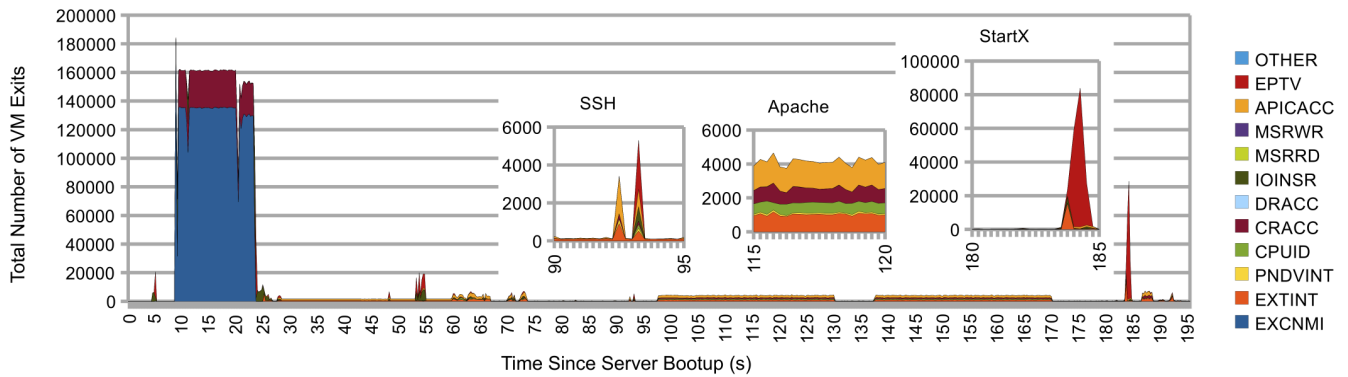 Total Number of VM Exits
200000
180000
160000
140000
120000
100000
80000
60000
40000
20000
0
0 5 10 15 20 25 30 35 40 45 50 55 60 65 70 75 80 85 90 95 100 105 110 115 120 125 130 135 140 145 150 155 160 165 170 175 180 185 190 195
Time Since Server Bootup (s)
SSH
6000
4000
2000
0
90 95
Apache
6000
4000
2000
0
115 120
StartX
100000
80000
60000
40000
20000
0
180 185
OTHER
EPTV
APICACC
MSRWR
MSRRD
IOINSR
DRACC
CRACC
CPUID
PNDVINT
EXTINT
EXCNMI